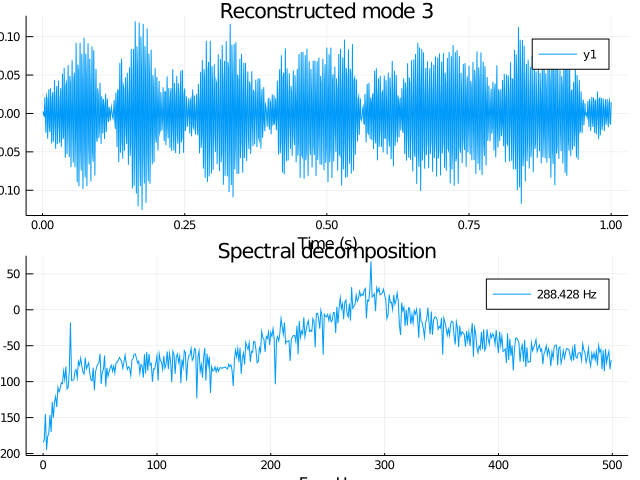 Reconstructed mode 3
0.10
0.05
0.00
0.05
0.10
y1
0.00 0.25 0.50 0.75 1.00
Time (s)
Spectral decomposition
50
0
-50
100
150
200
288.428 Hz
0 100 200 300 400 500